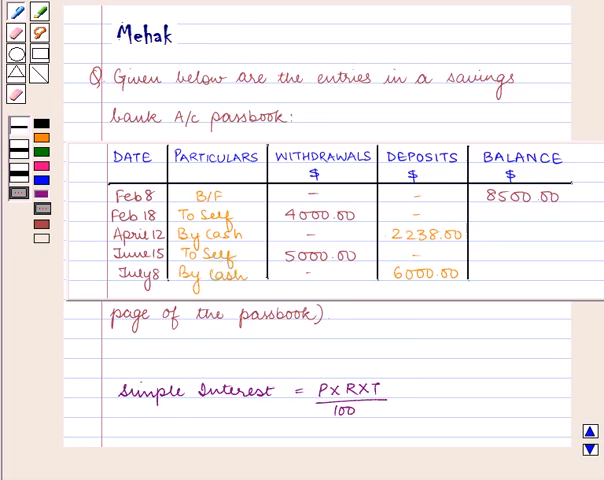 Mehak
Q Given below are the entries in a savings
bank A/c passbook:
DATE PARTICULARS WITHDRAWALS $ DEPOSITS $ BALANCE $
Feb 8 B/F - - 8500.00
Feb 18 To Self 4000.00 -
April 12 By Cash - 2238.00
June 15 To Self 5000.00 -
July 8 By Cash - 6000.00
page of the passbook).
Simple Interest = P X R X T / 100